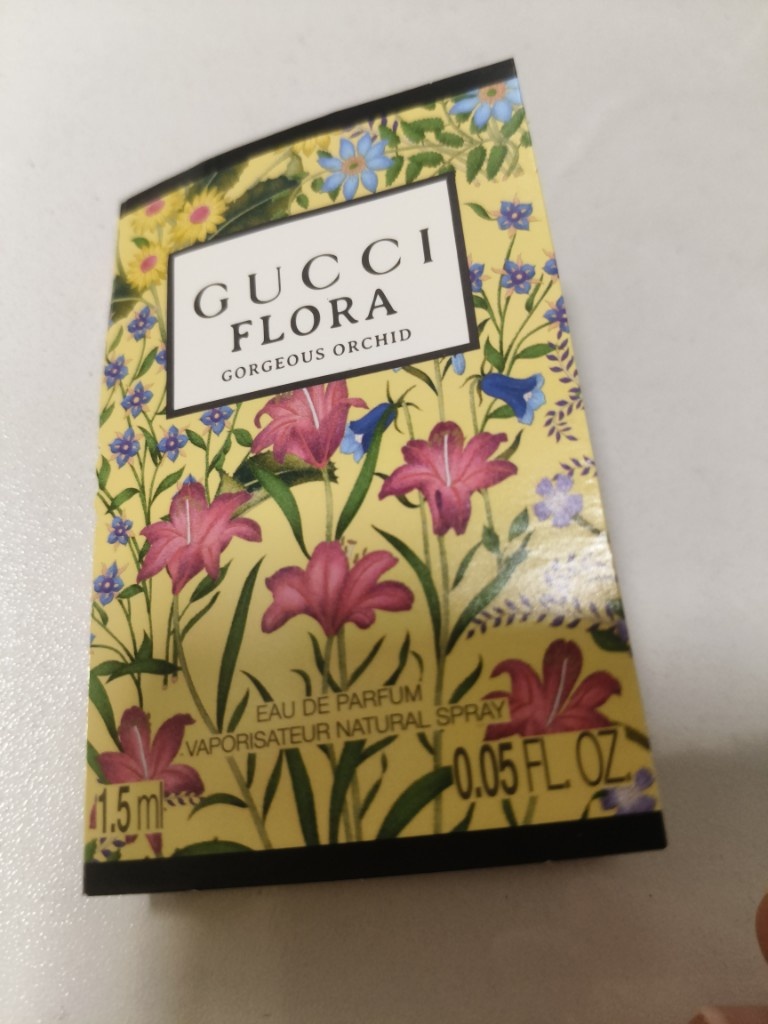 GUCCI
FLORA
GORGEOUS ORCHID
EAU DE PARFUM
VAPORISATEUR NATURAL SPRAY
1.5 ml
0.05 FL. OZ.